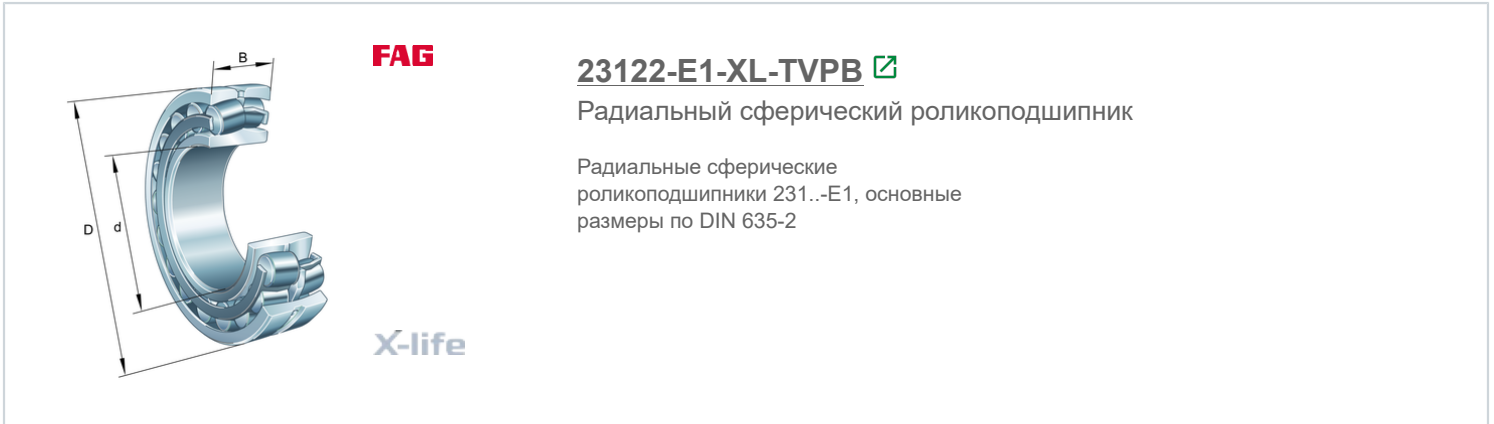 FAG
B
D
d
X-life
23122-E1-XL-TVPB
Радиальный сферический роликоподшипник
Радиальные сферические
роликоподшипники 231..-E1, основные
размеры по DIN 635-2